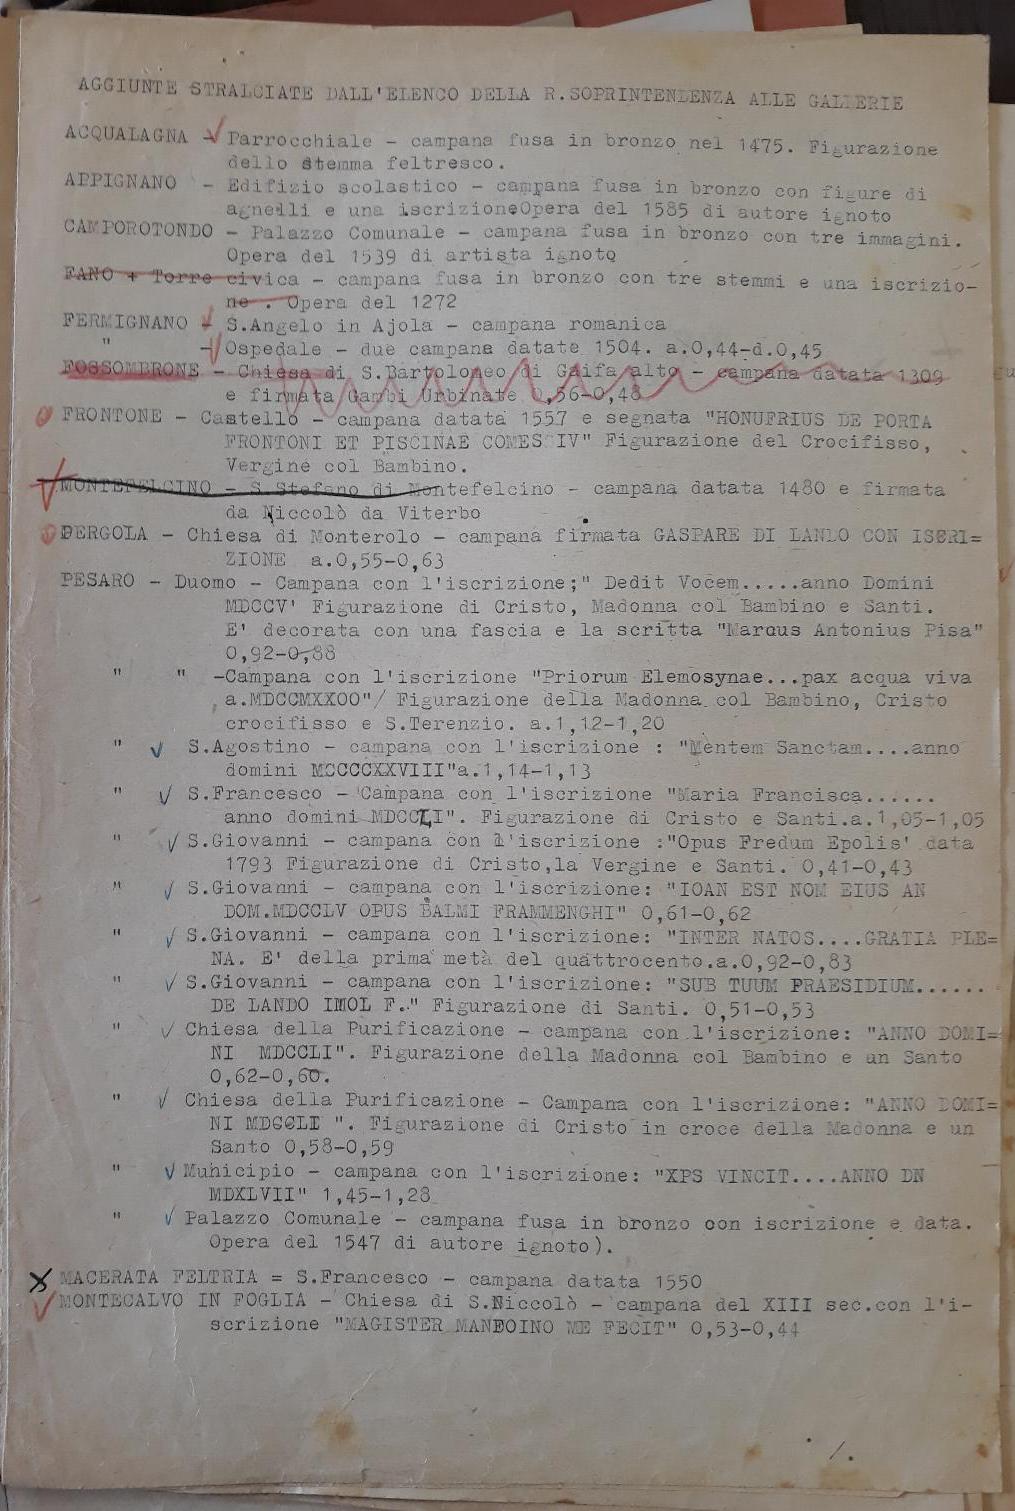 AGGIUNTE STRALCIATE DALL'ELENCO DELLA R.SOPRINTENDENZA ALLE GALLERIE
ACQUALAGNA - Parrocchiale - campana fusa in bronzo nel 1475. Figurazione
dello stemma feltresco.
APPIGNANO - Edifizio scolastico - campana fusa in bronzo con figure di
agnelli e una iscrizioneOpera del 1585 di autore ignoto
CAMPOROTONDO - Palazzo Comunale - campana fusa in bronzo con tre immagini.
Opera del 1539 di artista ignoto
FANO + Torre civica - campana fusa in bronzo con tre stemmi e una iscrizio-
ne . Opera del 1272
FERMIGNANO - S.Angelo in Ajola - campana romanica
" - Ospedale - due campana datate 1504. a.0,44-d.0,45
FOSSOMBRONE - Chiesa di S.Bartolomeo di Gaifa alto - campana datata 1309
e firmata Gambi Urbinate 0,56-0,48
FRONTONE - Castello - campana datata 1557 e segnata "HONUFRIUS DE PORTA
FRONTONI ET PISCINAE COMES IV" Figurazione del Crocifisso,
Vergine col Bambino.
MONTEFELCINO - S.Stefano di Montefelcino - campana datata 1480 e firmata
da Niccolò da Viterbo
PERGOLA - Chiesa di Monterolo - campana firmata GASPARE DI LANDO CON ISCRI=
ZIONE a.0,55-0,63
PESARO - Duomo - Campana con l'iscrizione;" Dedit Vocem.....anno Domini
MDCCV' Figurazione di Cristo, Madonna col Bambino e Santi.
E' decorata con una fascia e la scritta "Marcus Antonius Pisa"
0,92-0,88
" " -Campana con l'iscrizione "Priorum Elemosynae...pax acqua viva
a.MDCCMXXOO"/ Figurazione della Madonna col Bambino, Cristo
crocifisso e S.Terenzio. a.1,12-1,20
" S.Agostino - campana con l'iscrizione : "Mentem Sanctam....anno
domini MCCCCXXVIII"a.1,14-1,13
" S.Francesco - Campana con l'iscrizione "Maria Francisca......
anno domini MDCCLI". Figurazione di Cristo e Santi.a.1,05-1,05
" S.Giovanni - campana con l'iscrizione :"Opus Fredum Epolis' data
1793 Figurazione di Cristo,la Vergine e Santi. 0,41-0,43
" S.Giovanni - campana con l'iscrizione: "IOAN EST NOM EIUS AN
DOM.MDCCLV OPUS BALMI FRAMMENGHI" 0,61-0,62
" S.Giovanni - campana con l'iscrizione: "INTER NATOS....GRATIA PLE=
NA. E' della prima metà del quattrocento.a.0,92-0,83
" S.Giovanni - campana con l'iscrizione: "SUB TUUM PRAESIDIUM......
DE LANDO IMOL F." Figurazione di Santi. 0,51-0,53
" Chiesa della Purificazione - campana con l'iscrizione: "ANNO DOMI=
NI MDCCLI". Figurazione della Madonna col Bambino e un Santo
0,62-0,60.
" Chiesa della Purificazione - Campana con l'iscrizione: "ANNO DOMI=
NI MDCCLI ". Figurazione di Cristo in croce della Madonna e un
Santo 0,58-0,59
" Municipio - campana con l'iscrizione: "XPS VINCIT....ANNO DN
MDXLVII" 1,45-1,28
" Palazzo Comunale - campana fusa in bronzo con iscrizione e data.
Opera del 1547 di autore ignoto).
MACERATA FELTRIA = S.Francesco - campana datata 1550
MONTECALVO IN FOGLIA - Chiesa di S.Niccolò - campana del XIII sec.con l'i-
scrizione "MAGISTER MANFOINO ME FECIT" 0,53-0,44
./.